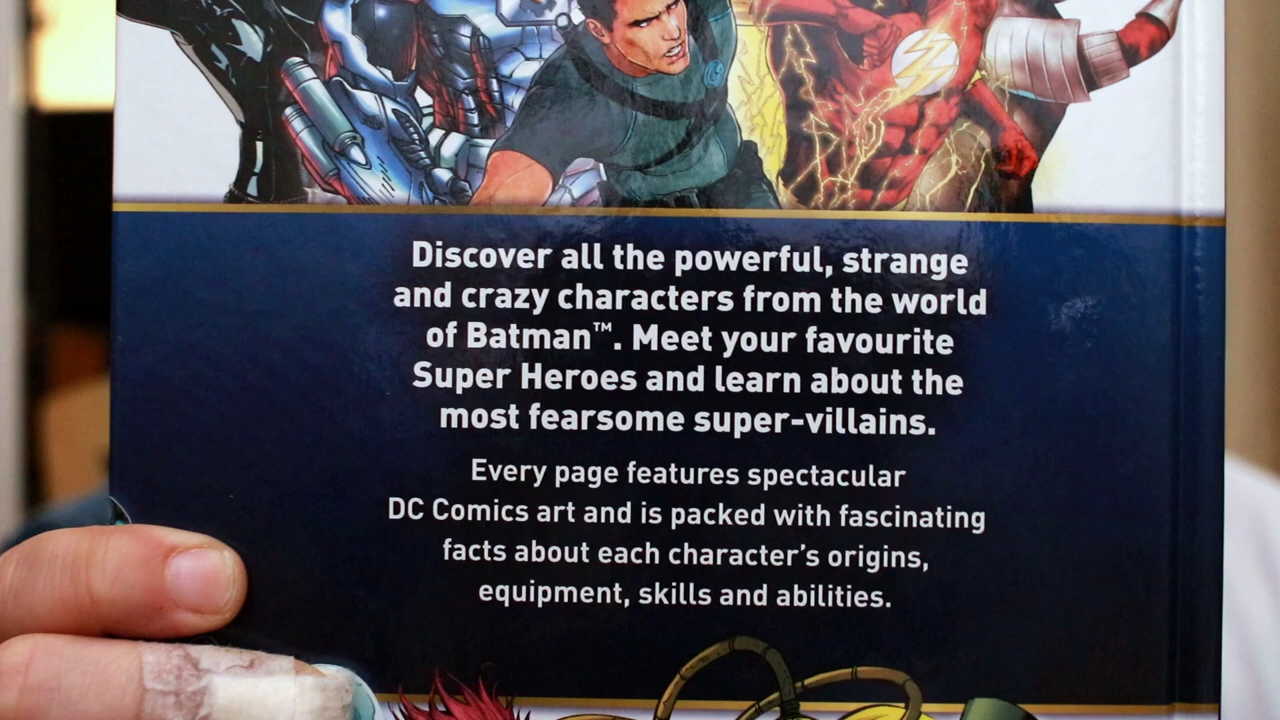 Discover all the powerful, strange
and crazy characters from the world
of Batman™. Meet your favourite
Super Heroes and learn about the
most fearsome super-villains.
Every page features spectacular
DC Comics art and is packed with fascinating
facts about each character's origins,
equipment, skills and abilities.